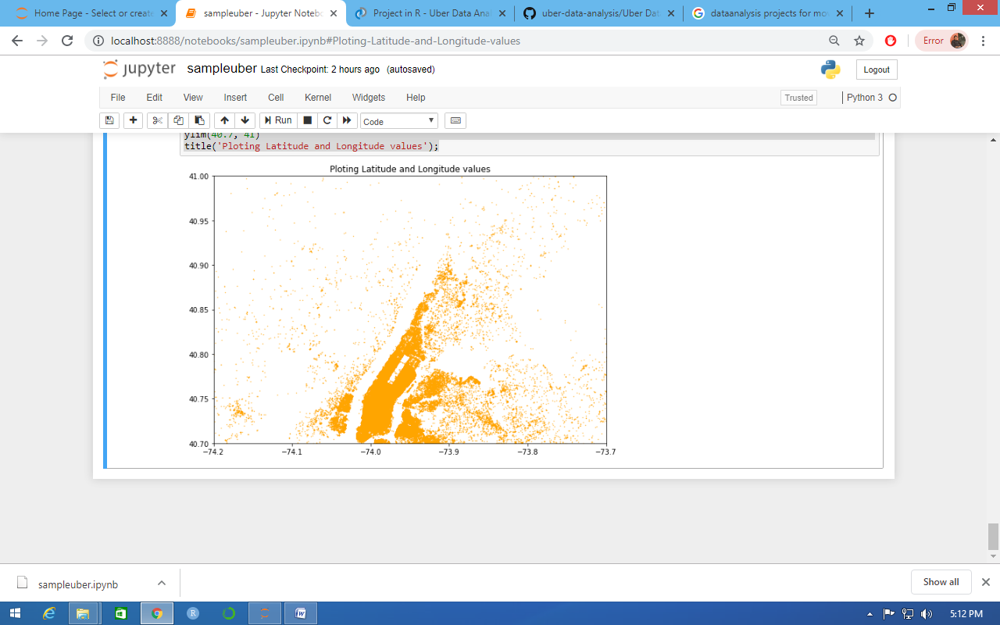 Home Page - Select or create
sampleuber - Jupyter Notebo
Project in R - Uber Data Ana
uber-data-analysis/Uber Dat
dataanalysis projects for mo
localhost:8888/notebooks/sampleuber.ipynb#Ploting-Latitude-and-Longitude-values
Error
jupyter sampleuber Last Checkpoint: 2 hours ago (autosaved)
Logout
File Edit View Insert Cell Kernel Widgets Help
Trusted
Python 3
Run
Code
ylim(40.7, 41)
title('Ploting Latitude and Longitude values');
Ploting Latitude and Longitude values
41.00
40.95
40.90
40.85
40.80
40.75
40.70
−74.2 −74.1 −74.0 −73.9 −73.8 −73.7
sampleuber.ipynb
Show all
R
W
5:12 PM